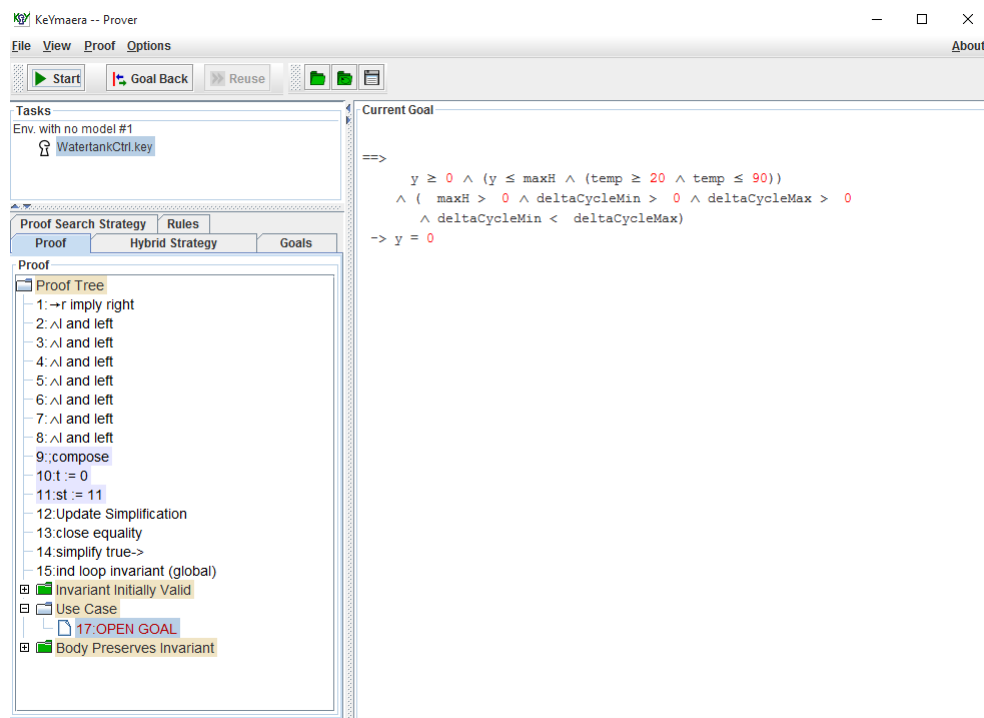 KeYmaera -- Prover
File View Proof Options About
Start Goal Back Reuse
Tasks
Env. with no model #1
WatertankCtrl.key
Proof Search Strategy Rules
Proof Hybrid Strategy Goals
Proof
Proof Tree
1:→r imply right
2:∧l and left
3:∧l and left
4:∧l and left
5:∧l and left
6:∧l and left
7:∧l and left
8:∧l and left
9:;compose
10:t := 0
11:st := 11
12:Update Simplification
13:close equality
14:simplify true->
15:ind loop invariant (global)
Invariant Initially Valid
Use Case
17:OPEN GOAL
Body Preserves Invariant
Current Goal
==>
y ≥ 0 ∧ (y ≤ maxH ∧ (temp ≥ 20 ∧ temp ≤ 90))
∧ ( maxH > 0 ∧ deltaCycleMin > 0 ∧ deltaCycleMax > 0
∧ deltaCycleMin < deltaCycleMax)
-> y = 0